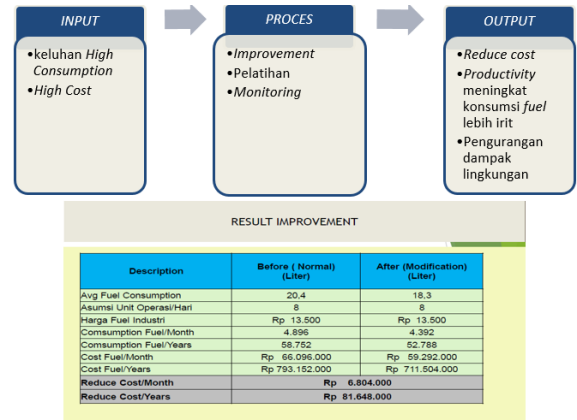 INPUT
•keluhan High
Consumption
•High Cost
PROCES
•Improvement
•Pelatihan
•Monitoring
OUTPUT
•Reduce cost
•Productivity
meningkat
konsumsi fuel
lebih irit
•Pengurangan
dampak
lingkungan
RESULT IMPROVEMENT
Description Before ( Normal) (Liter) After (Modification) (Liter)
Avg Fuel Consumption 20,4 18,3
Asumsi Unit Operasi/Hari 8 8
Harga Fuel Industri Rp 13.500 Rp 13.500
Comsumption Fuel/Month 4.896 4.392
Comsumption Fuel/Years 58.752 52.788
Cost Fuel/Month Rp 66.096.000 Rp 59.292.000
Cost Fuel/Years Rp 793.152.000 Rp 711.504.000
Reduce Cost/Month Rp 6.804.000
Reduce Cost/Years Rp 81.648.000